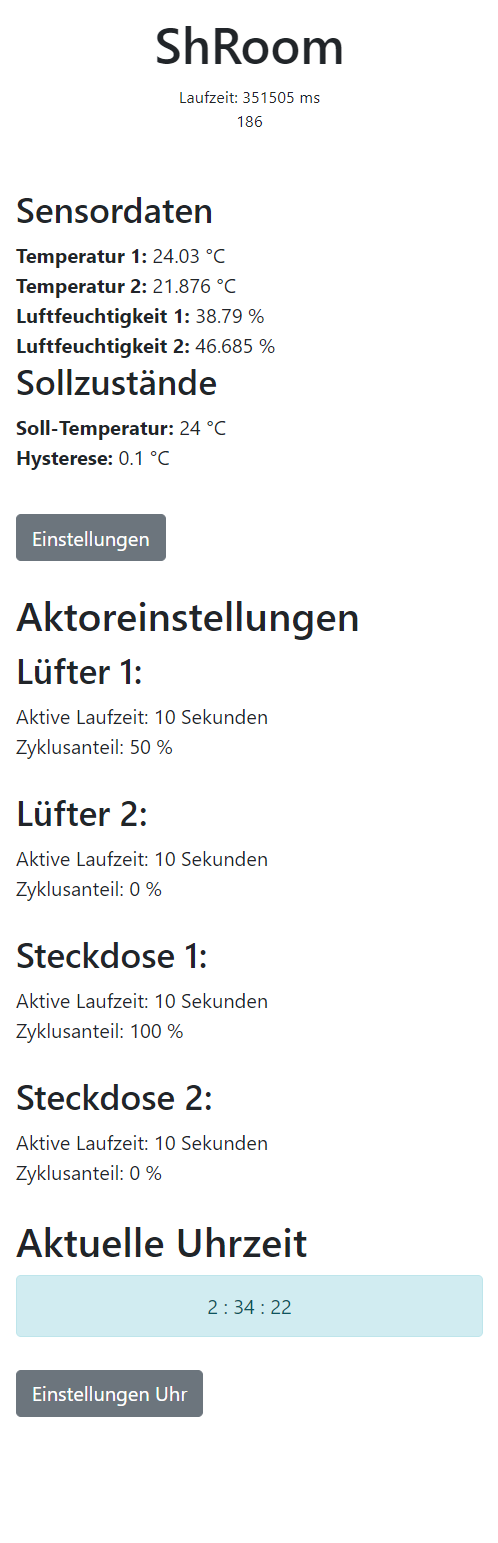 ShRoom
Laufzeit: 351505 ms
186
Sensordaten
Temperatur 1: 24.03 °C
Temperatur 2: 21.876 °C
Luftfeuchtigkeit 1: 38.79 %
Luftfeuchtigkeit 2: 46.685 %
Sollzustände
Soll-Temperatur: 24 °C
Hysterese: 0.1 °C
Einstellungen
Aktoreinstellungen
Lüfter 1:
Aktive Laufzeit: 10 Sekunden
Zyklusanteil: 50 %
Lüfter 2:
Aktive Laufzeit: 10 Sekunden
Zyklusanteil: 0 %
Steckdose 1:
Aktive Laufzeit: 10 Sekunden
Zyklusanteil: 100 %
Steckdose 2:
Aktive Laufzeit: 10 Sekunden
Zyklusanteil: 0 %
Aktuelle Uhrzeit
2 : 34 : 22
Einstellungen Uhr